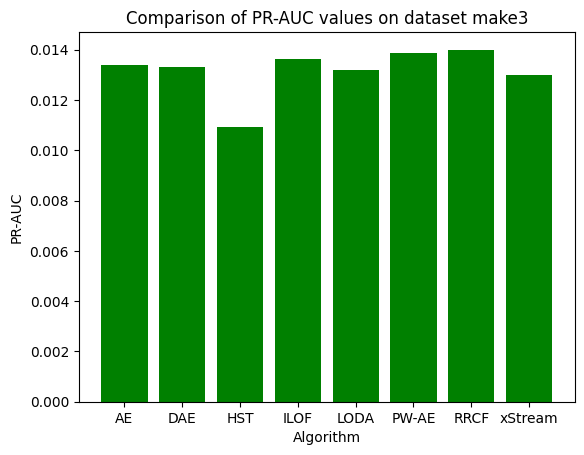 Comparison of PR-AUC values on dataset make3
0.014
0.012
0.010
0.008
0.006
0.004
0.002
0.000
PR-AUC
AE DAE HST ILOF LODA PW-AE RRCF xStream
Algorithm